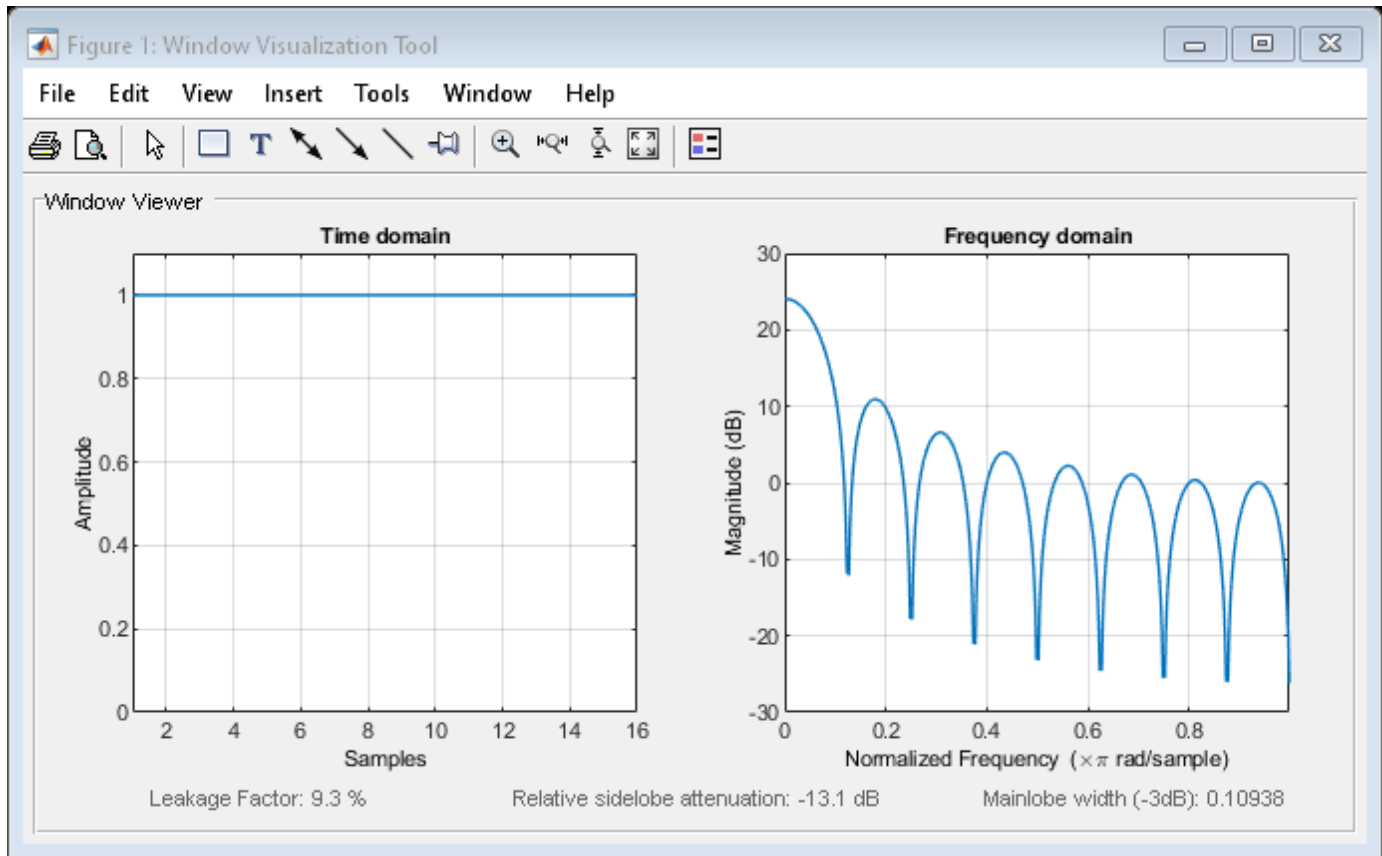 Figure 1: Window Visualization Tool
File Edit View Insert Tools Window Help
T
Window Viewer
Time domain
1
0.8
0.6
0.4
0.2
0
Amplitude
2 4 6 8 10 12 14 16
Samples
Frequency domain
30
20
10
0
-10
-20
-30
Magnitude (dB)
0 0.2 0.4 0.6 0.8
Normalized Frequency (×π rad/sample)
Leakage Factor: 9.3 % Relative sidelobe attenuation: -13.1 dB Mainlobe width (-3dB): 0.10938